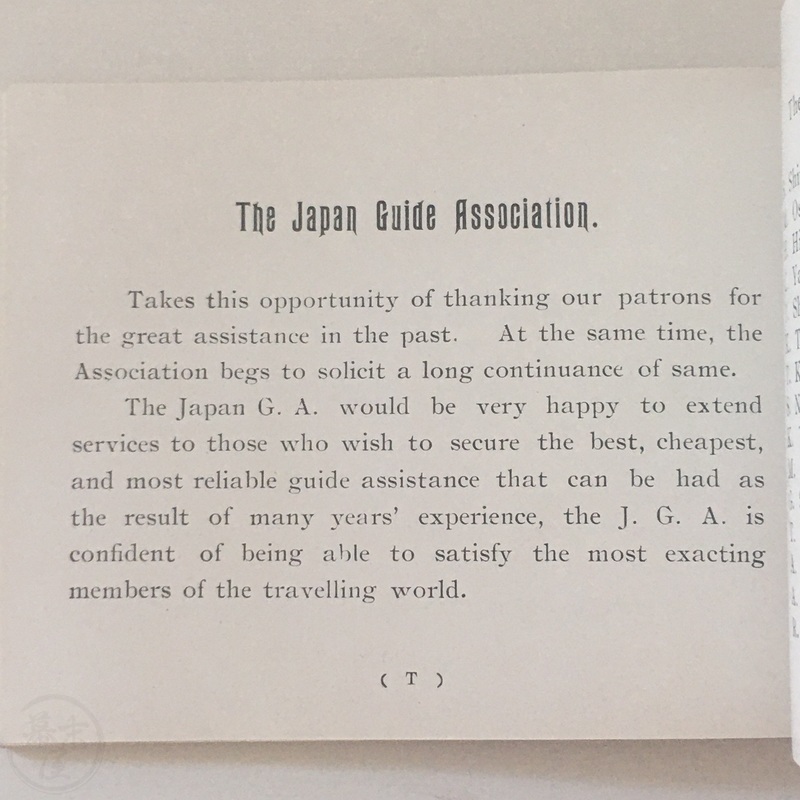 The Japan Guide Association.
Takes this opportunity of thanking our patrons for
the great assistance in the past. At the same time, the
Association begs to solicit a long continuance of same.
The Japan G. A. would be very happy to extend
services to those who wish to secure the best, cheapest,
and most reliable guide assistance that can be had as
the result of many years' experience, the J. G. A. is
confident of being able to satisfy the most exacting
members of the travelling world.
( T )